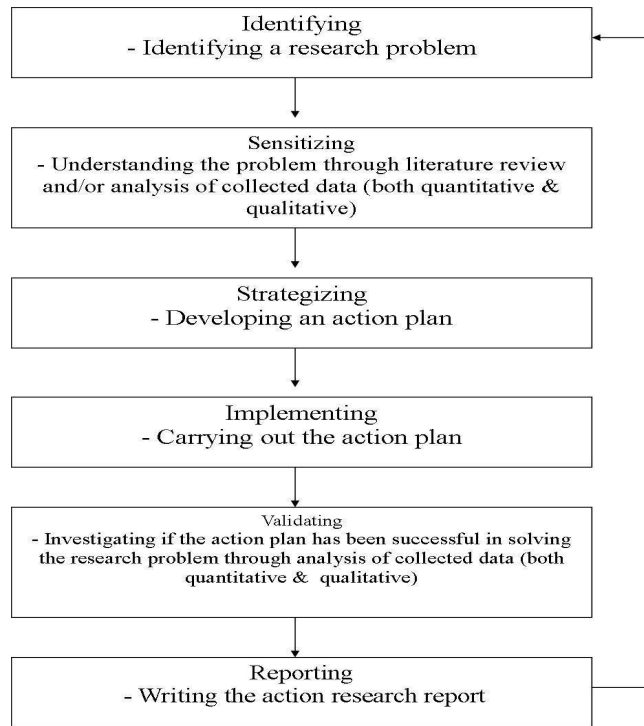 Identifying
- Identifying a research problem
Sensitizing
- Understanding the problem through literature review
and/or analysis of collected data (both quantitative &
qualitative)
Strategizing
- Developing an action plan
Implementing
- Carrying out the action plan
Validating
- Investigating if the action plan has been successful in solving
the research problem through analysis of collected data (both
quantitative & qualitative)
Reporting
- Writing the action research report